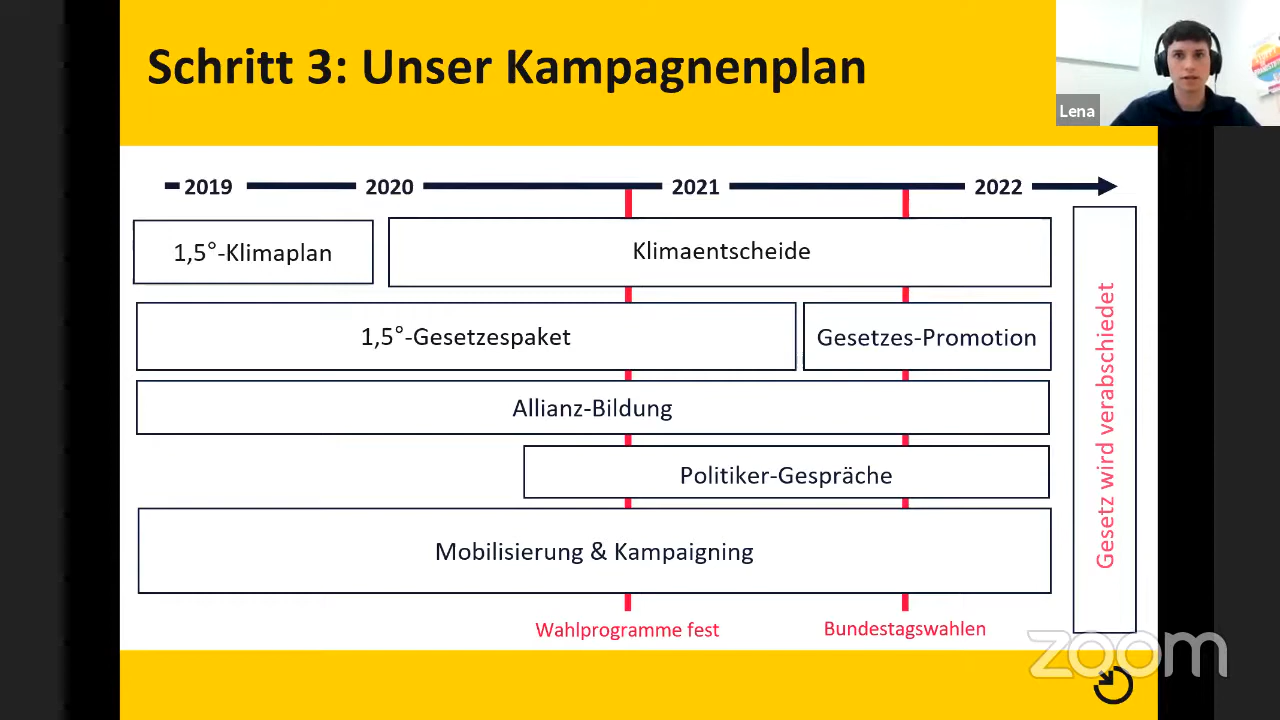 Schritt 3: Unser Kampagnenplan
Lena
2019 2020 2021 2022
1,5°-Klimaplan
Klimaentscheide
1,5°-Gesetzespaket
Gesetzes-Promotion
Allianz-Bildung
Politiker-Gespräche
Mobilisierung & Kampaigning
Gesetz wird verabschiedet
Wahlprogramme fest
Bundestagswahlen
zoom